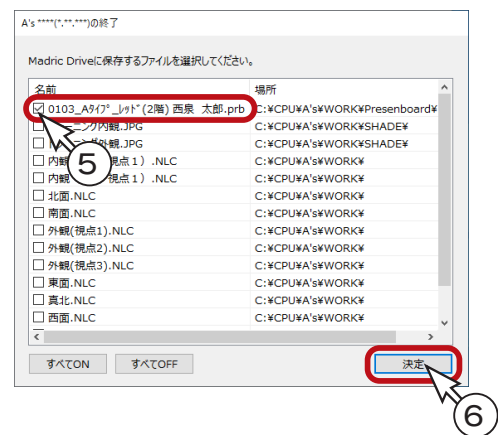 A's ****(*.**.***)の終了
Madric Driveに保存するファイルを選択してください。
名前 場所
0103_Aﾀｲﾌﾟ_ﾚｯﾄﾞ(2階) 西泉 太郎.prb C:¥CPU¥A's¥WORK¥Presenboard¥
ーニング内観.JPG C:¥CPU¥A's¥WORK¥SHADE¥
外観.JPG C:¥CPU¥A's¥WORK¥SHADE¥
内観 視点1）.NLC C:¥CPU¥A's¥WORK¥
内観 視点1）.NLC C:¥CPU¥A's¥WORK¥
北面.NLC C:¥CPU¥A's¥WORK¥
南面.NLC C:¥CPU¥A's¥WORK¥
外観(視点1).NLC C:¥CPU¥A's¥WORK¥
外観(視点2).NLC C:¥CPU¥A's¥WORK¥
外観(視点3).NLC C:¥CPU¥A's¥WORK¥
東面.NLC C:¥CPU¥A's¥WORK¥
真北.NLC C:¥CPU¥A's¥WORK¥
西面.NLC C:¥CPU¥A's¥WORK¥
すべてON すべてOFF 決定
5
6